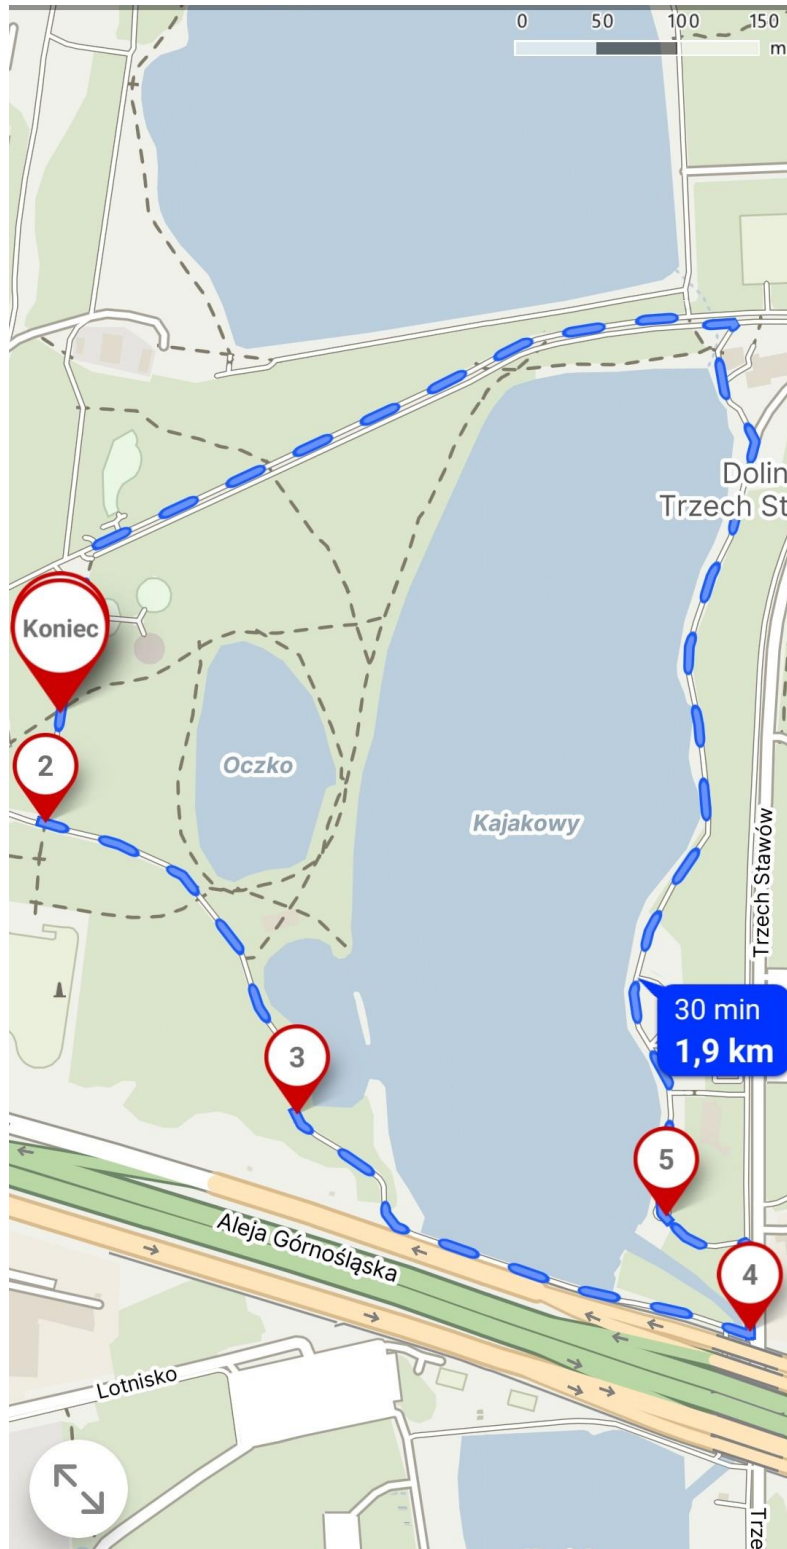 0 50 100 150
m
Dolin
Trzech St
Koniec
2
Oczko
Kajakowy
Trzech Stawów
30 min
1,9 km
3
5
Aleja Górnośląska
4
Lotnisko
Trze